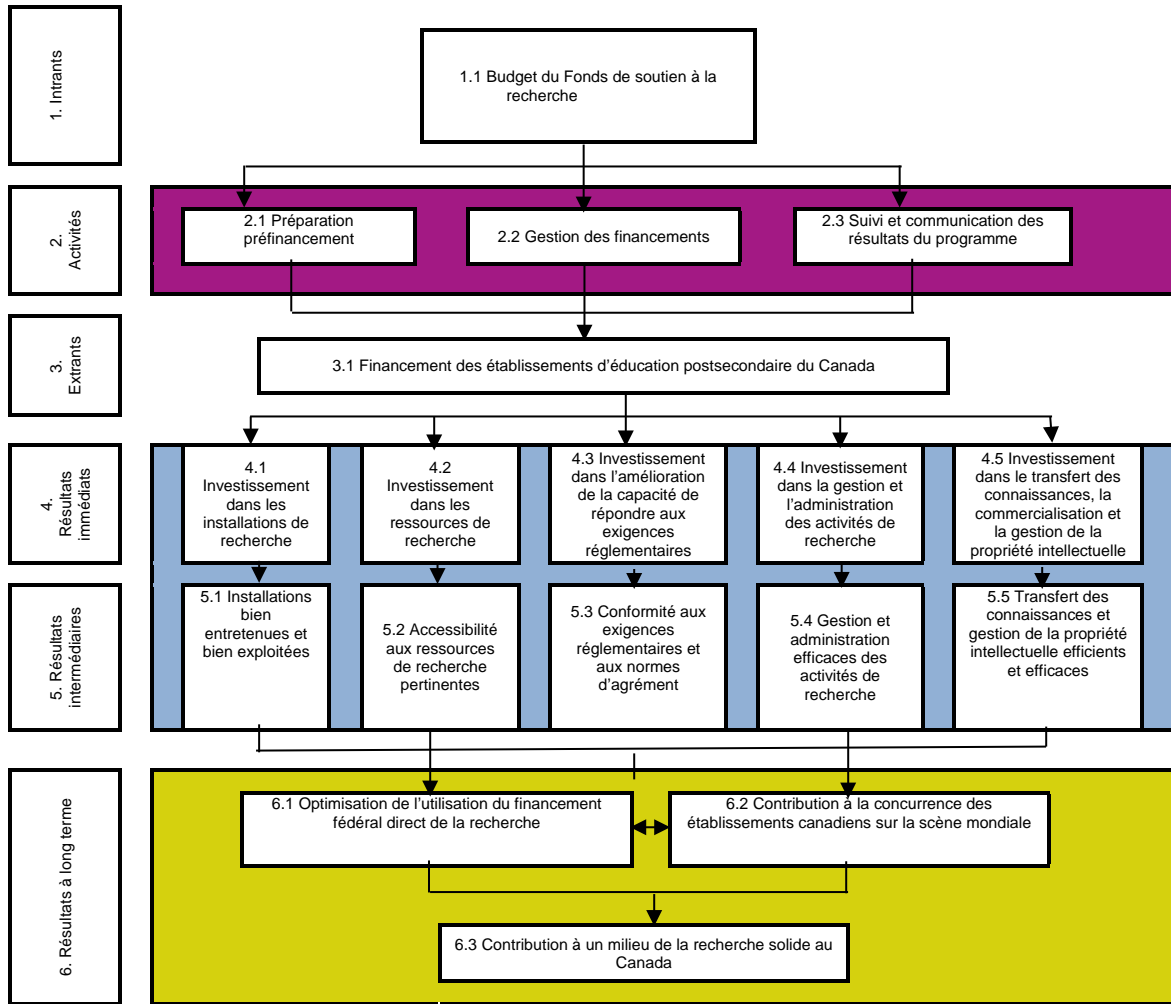 1. Intrants
1.1 Budget du Fonds de soutien à la
recherche
2.
Activités
2.1 Préparation
préfinancement
2.2 Gestion des financements
2.3 Suivi et communication des
résultats du programme
3.
Extrants
3.1 Financement des établissements d'éducation postsecondaire du Canada
4.
Résultats
immédiats
4.1
Investissement
dans les
installations de
recherche
4.2
Investissement
dans les
ressources de
recherche
4.3 Investissement
dans l'amélioration
de la capacité de
répondre aux
exigences
réglementaires
4.4 Investissement
dans la gestion et
l'administration
des activités de
recherche
4.5 Investissement
dans le transfert des
connaissances, la
commercialisation et
la gestion de la
propriété intellectuelle
5. Résultats
intermédiaires
5.1 Installations
bien
entretenues et
bien exploitées
5.2 Accessibilité
aux ressources
de recherche
pertinentes
5.3 Conformité aux
exigences
réglementaires et
aux normes
d'agrément
5.4 Gestion et
administration
efficaces des
activités de
recherche
5.5 Transfert des
connaissances et
gestion de la propriété
intellectuelle efficients
et efficaces
6. Résultats à long terme
6.1 Optimisation de l'utilisation du financement
fédéral direct de la recherche
6.2 Contribution à la concurrence des
établissements canadiens sur la scène mondiale
6.3 Contribution à un milieu de la recherche solide au
Canada